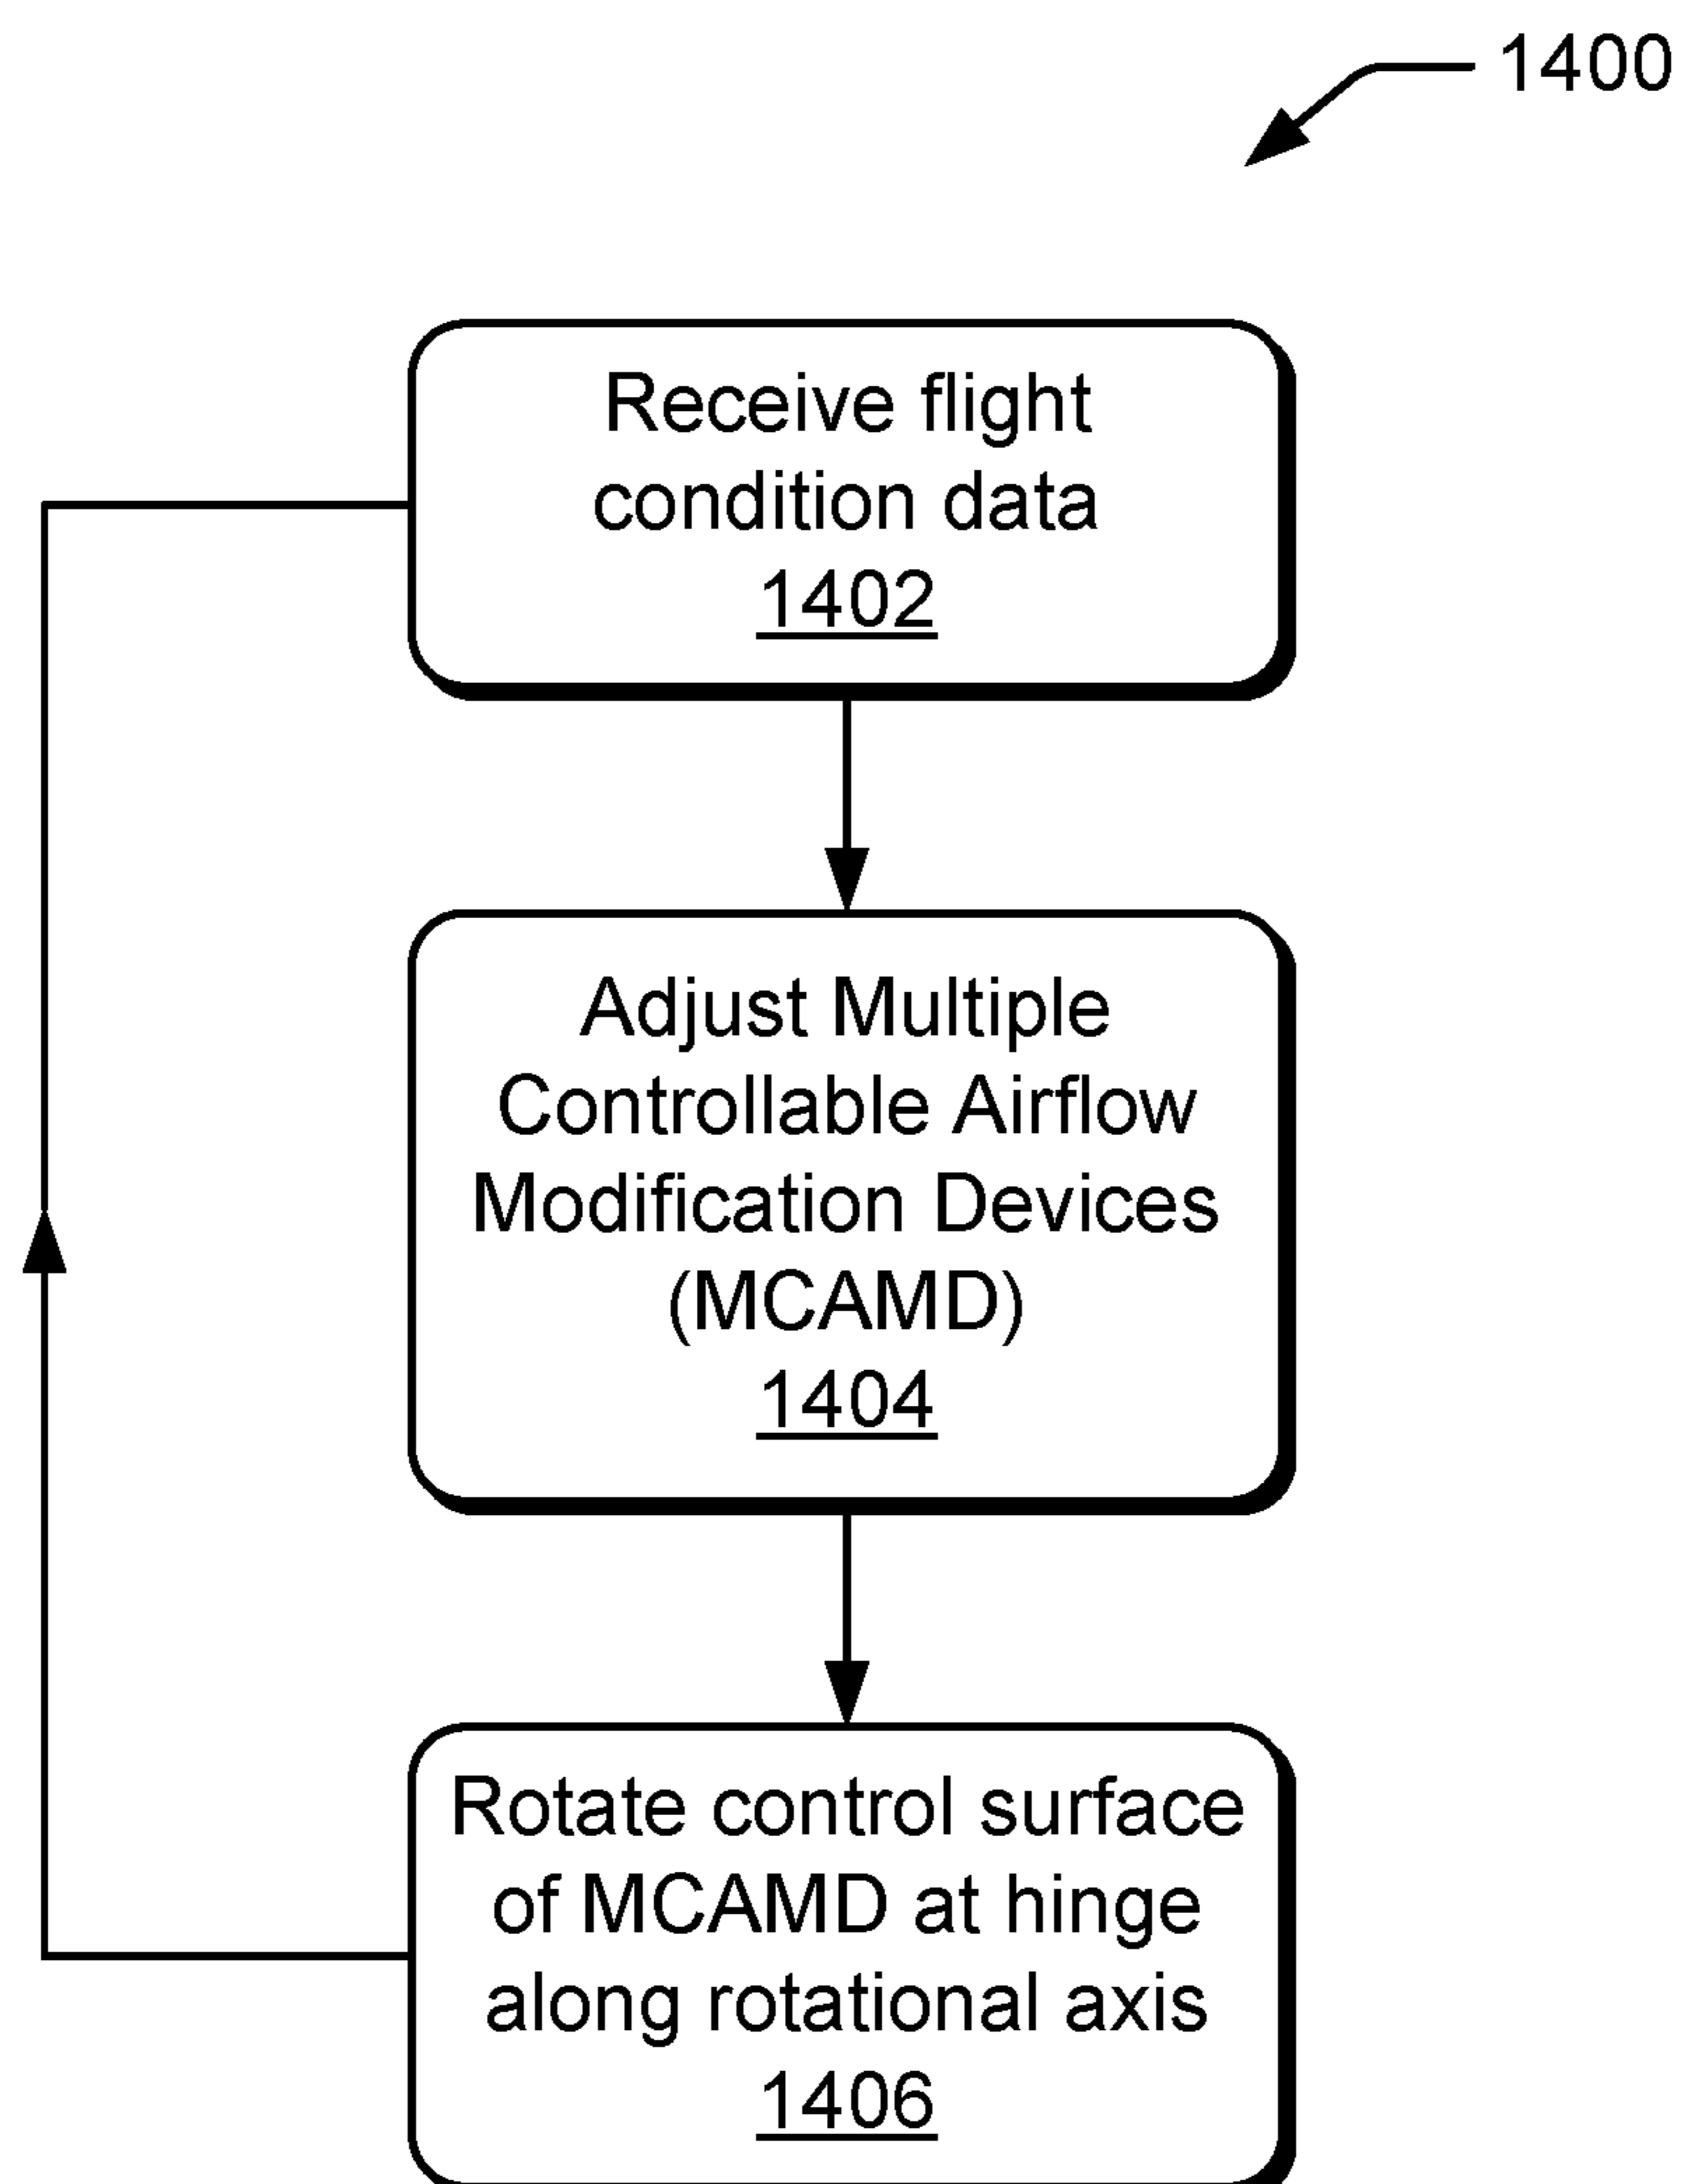 1400
Receive flight
condition data
1402
Adjust Multiple
Controllable Airflow
Modification Devices
(MCAMD)
1404
Rotate control surface
of MCAMD at hinge
along rotational axis
1406